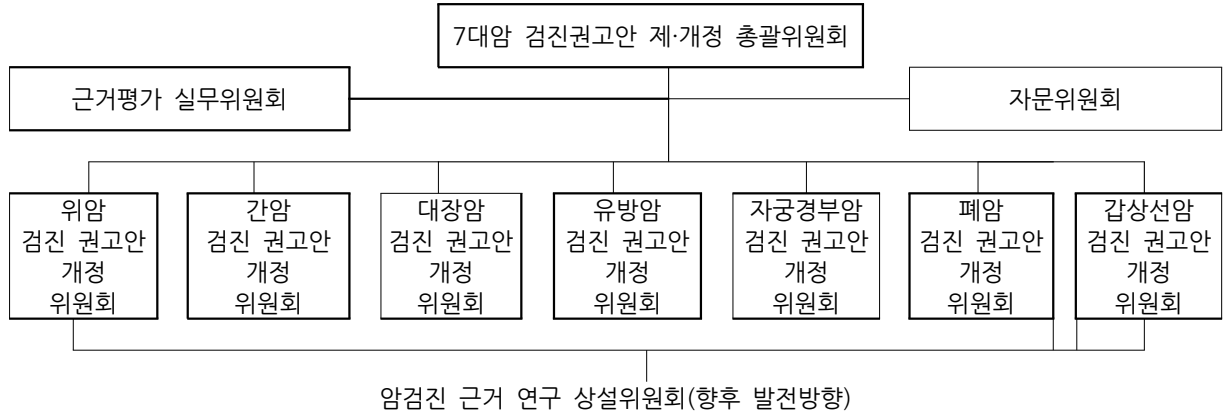 7대암 검진권고안 제·개정 총괄위원회
근거평가 실무위원회
자문위원회
위암
검진 권고안
개정
위원회
간암
검진 권고안
개정
위원회
대장암
검진 권고안
개정
위원회
유방암
검진 권고안
개정
위원회
자궁경부암
검진 권고안
개정
위원회
폐암
검진 권고안
개정
위원회
갑상선암
검진 권고안
개정
위원회
암검진 근거 연구 상설위원회(향후 발전방향)